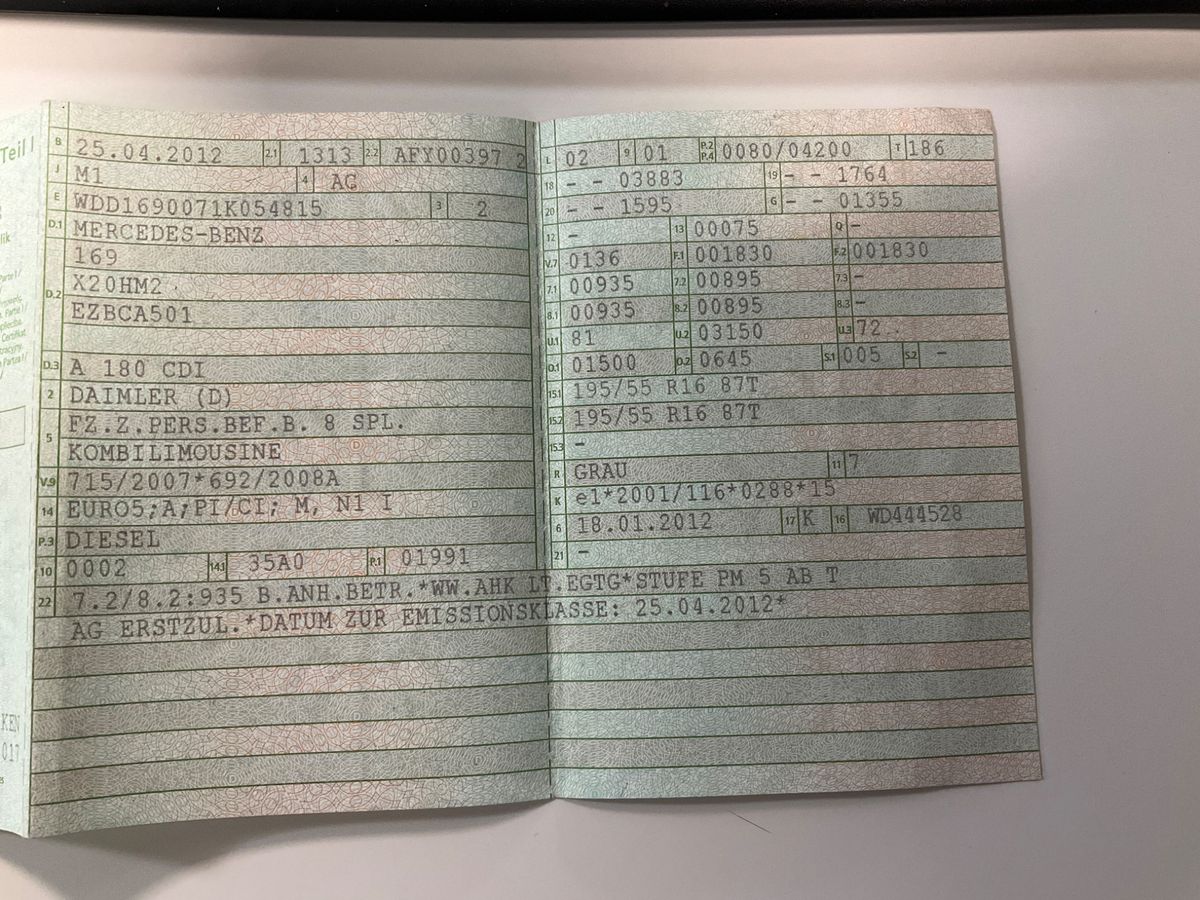 Teil I
B 25.04.2012 2.1 1313 2.2 AFY00397 2
J M1 4 AG
E WDD1690071K054815 3 2
D.1 MERCEDES-BENZ
169
D.2 X20HM2
EZBCA501
D.3 A 180 CDI
2 DAIMLER (D)
5 FZ.Z.PERS.BEF.B. 8 SPL.
KOMBILIMOUSINE
V.9 715/2007*692/2008A
14 EURO5;A;PI/CI; M, N1 I
P.3 DIESEL
10 0002 14.1 35A0 P.1 01991
L 02 9 01 P.2 P.4 0080/04200 T 186
18 - - 03883 19 - - 1764
20 - - 1595 G - - 01355
12 - 13 00075 Q -
V.7 0136 F.1 001830 F.2 001830
7.1 00935 7.2 00895 7.3 -
8.1 00935 8.2 00895 8.3 -
U.1 81 U.2 03150 U.3 72
O.1 01500 O.2 0645 S.1 005 S.2 -
15.1 195/55 R16 87T
15.2 195/55 R16 87T
15.3 -
R GRAU 11 7
K e1*2001/116*0288*15
6 18.01.2012 17 K 16 WD444528
21 -
22 7.2/8.2:935 B.ANH.BETR.*WW.AHK LT.EGTG*STUFE PM 5 AB T
AG ERSTZUL.*DATUM ZUR EMISSIONSKLASSE: 25.04.2012*
KEN
017